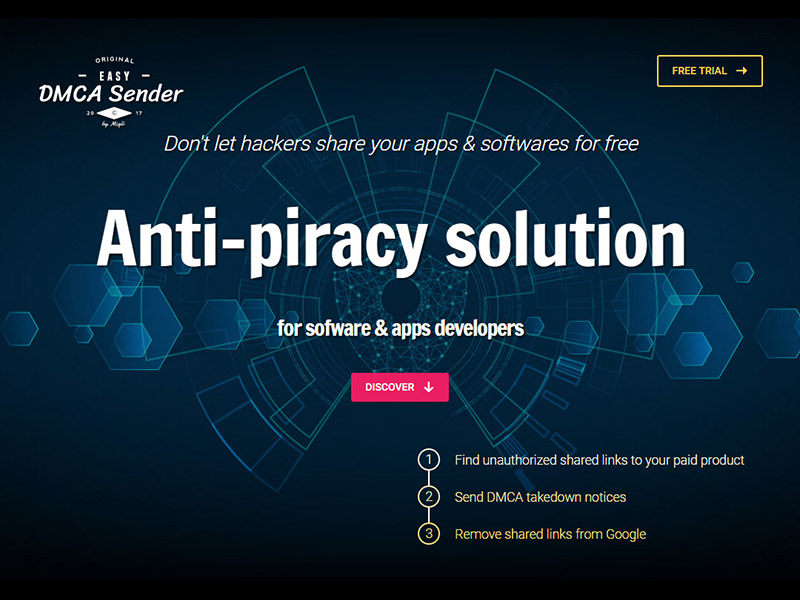 ORIGINAL
EASY
DMCA Sender
20 © 17
by Migli
FREE TRIAL
Don't let hackers share your apps & softwares for free
Anti-piracy solution
for sofware & apps developers
DISCOVER
1 Find unauthorized shared links to your paid product
2 Send DMCA takedown notices
3 Remove shared links from Google